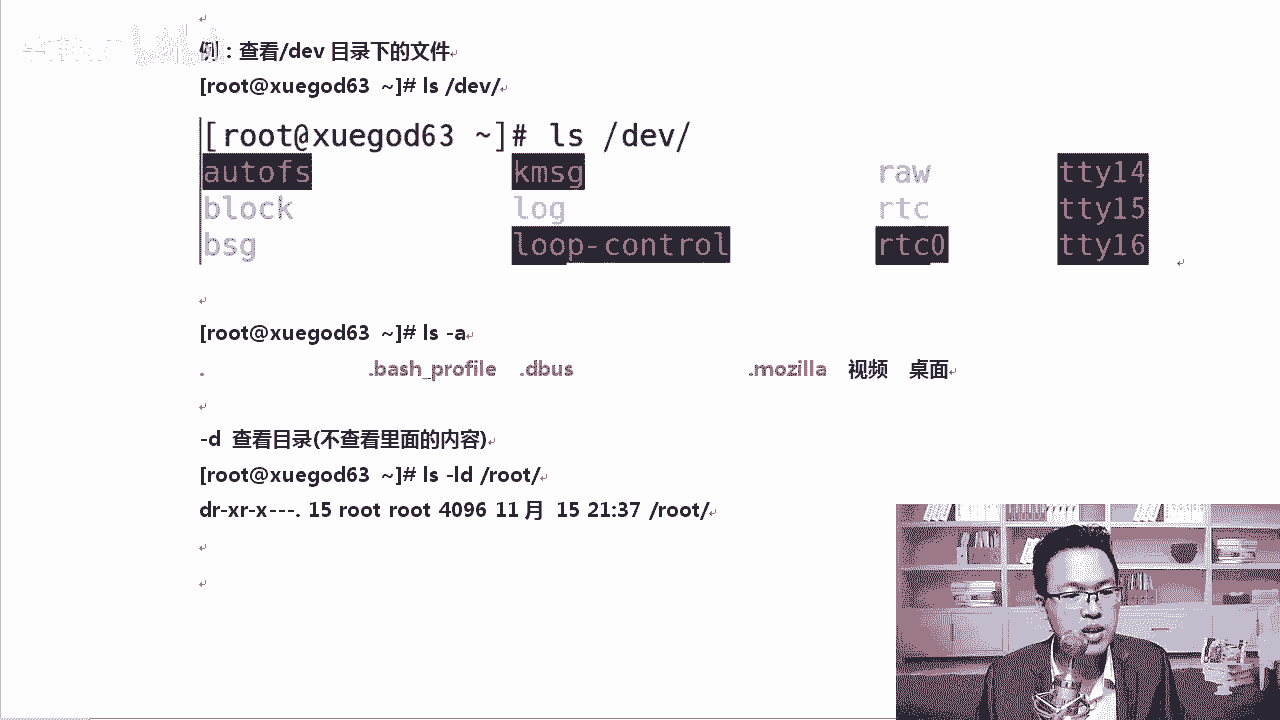 例：查看/dev 目录下的文件
[root@xuegod63 ~]# ls /dev/
[root@xuegod63 ~]# ls /dev/
autofs kmsg raw tty14
block log rtc tty15
bsg loop-control rtc0 tty16
[root@xuegod63 ~]# ls -a
. .bash_profile .dbus .mozilla 视频 桌面
-d 查看目录(不查看里面的内容)
[root@xuegod63 ~]# ls -ld /root/
dr-xr-x---. 15 root root 4096 11月 15 21:37 /root/